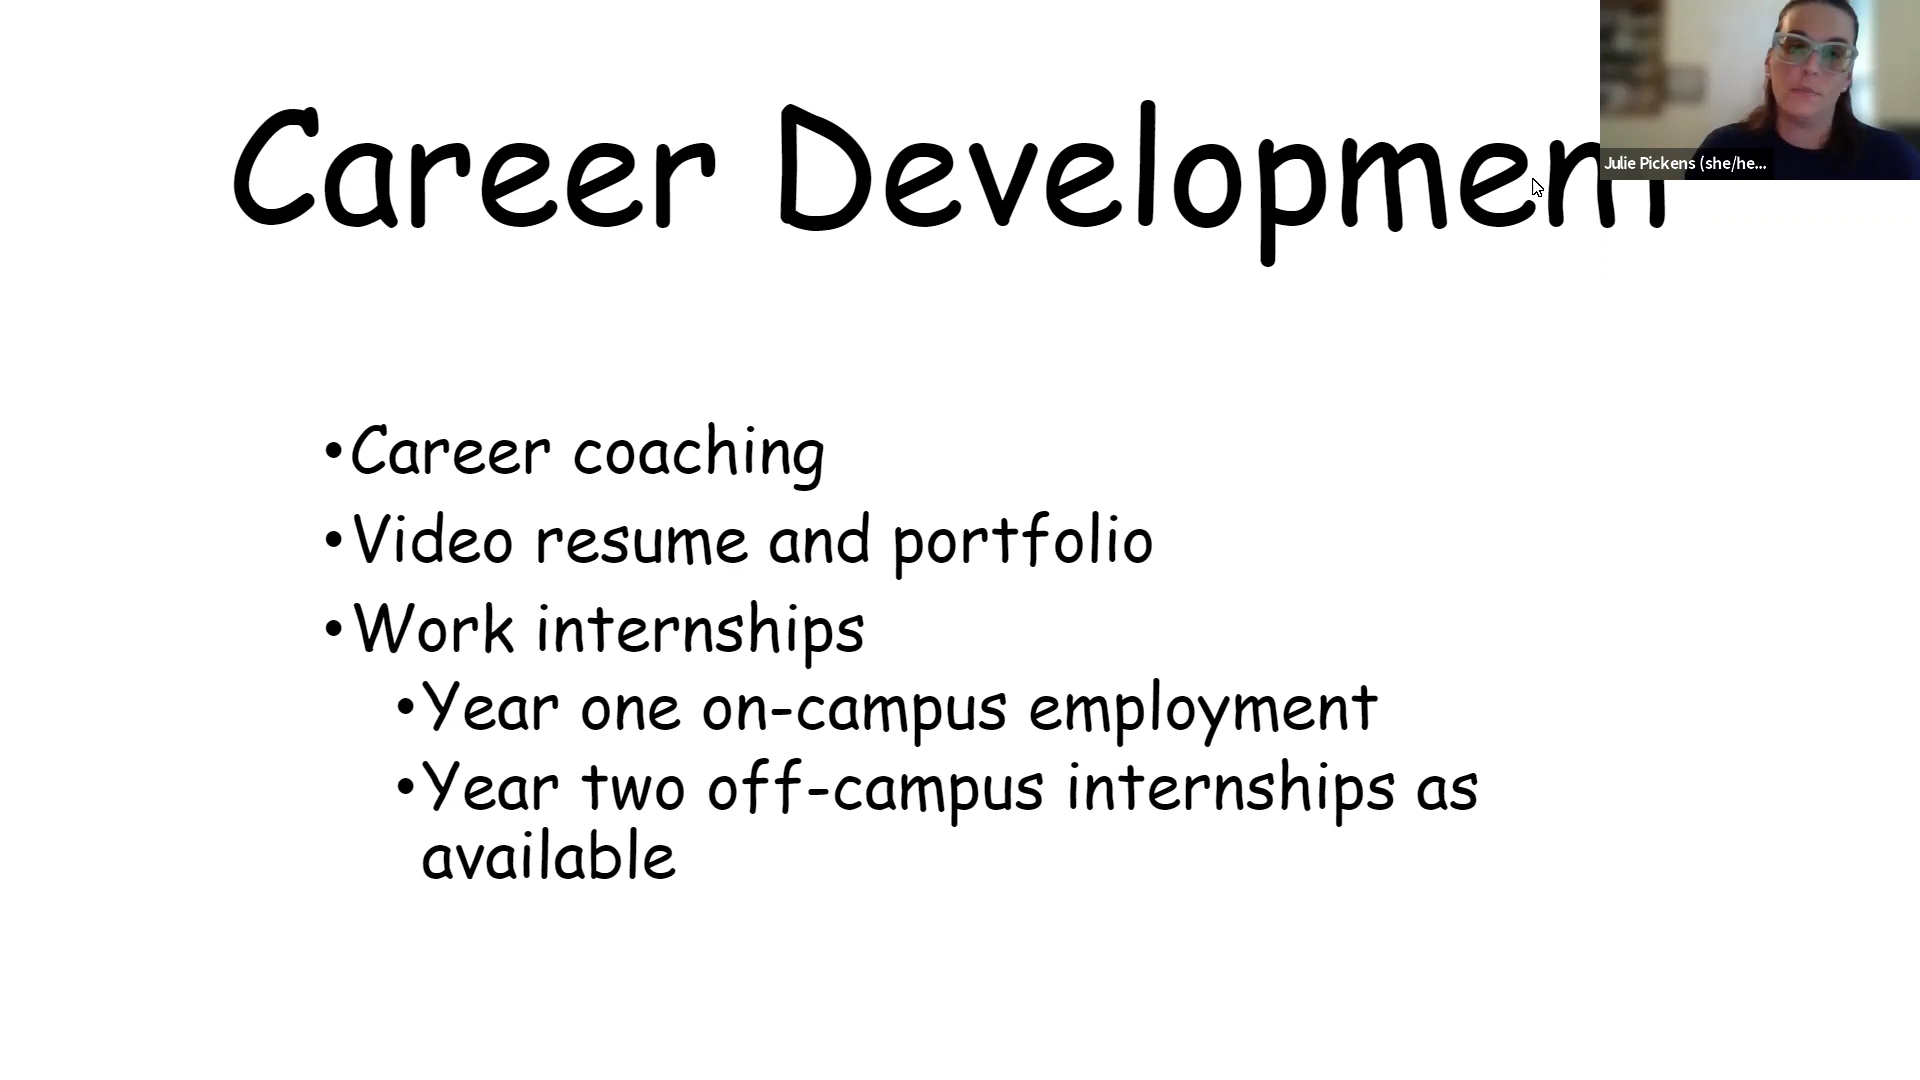 Career Development
Julie Pickens (she/he...
•Career coaching
•Video resume and portfolio
•Work internships
•Year one on-campus employment
•Year two off-campus internships as
available